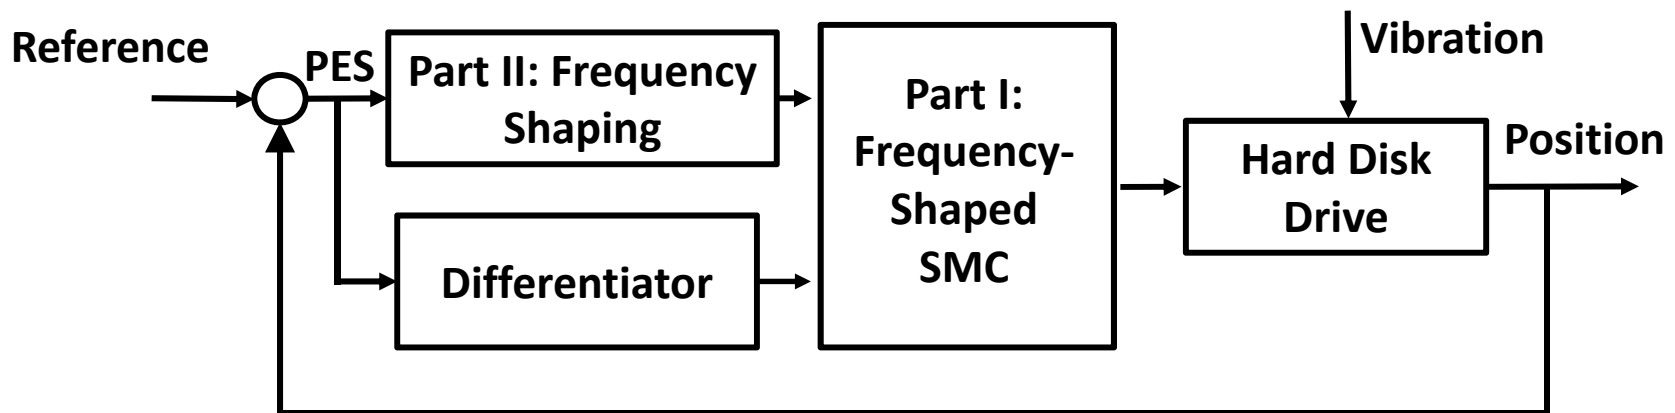 Reference
PES
Part II: Frequency
Shaping
Differentiator
Part I:
Frequency-
Shaped
SMC
Vibration
Hard Disk
Drive
Position